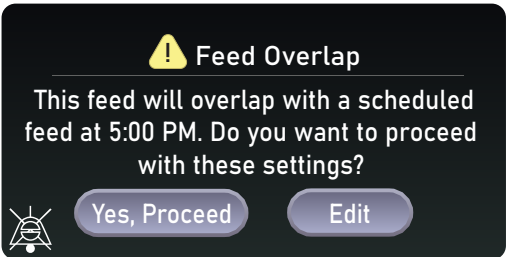 ! Feed Overlap
This feed will overlap with a scheduled
feed at 5:00 PM. Do you want to proceed
with these settings?
Yes, Proceed Edit